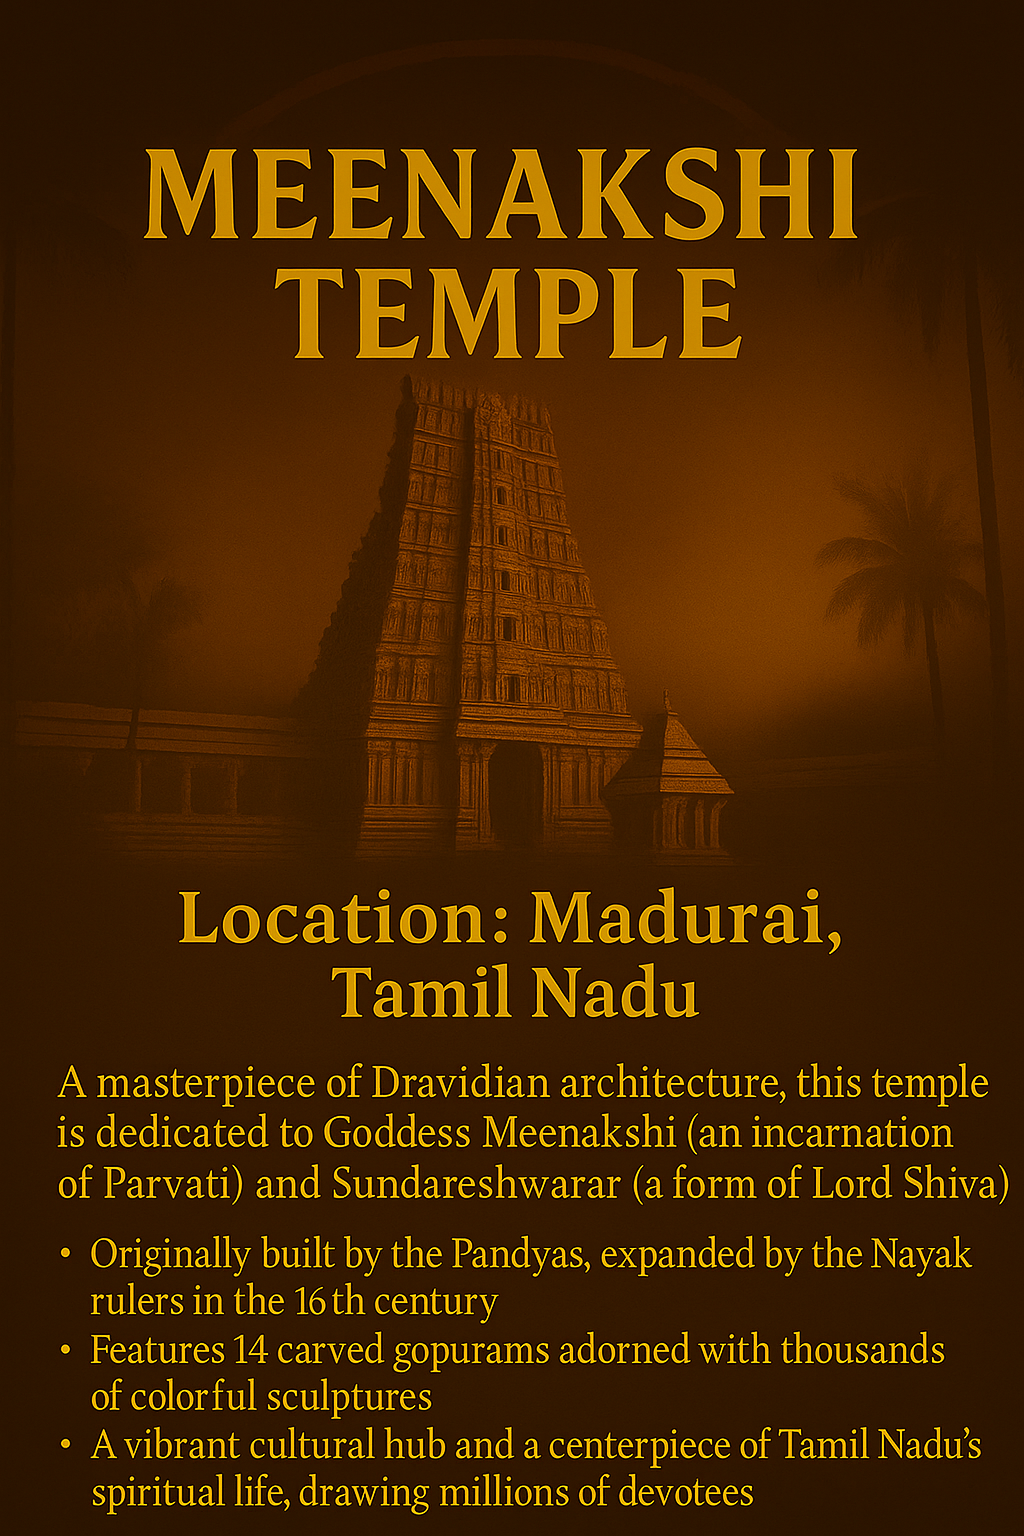 MEENAKSHI
TEMPLE
Location: Madurai,
Tamil Nadu
A masterpiece of Dravidian architecture, this temple
is dedicated to Goddess Meenakshi (an incarnation
of Parvati) and Sundareshwarar (a form of Lord Shiva)
• Originally built by the Pandyas, expanded by the Nayak
rulers in the 16th century
• Features 14 carved gopurams adorned with thousands
of colorful sculptures
• A vibrant cultural hub and a centerpiece of Tamil Nadu’s
spiritual life, drawing millions of devotees